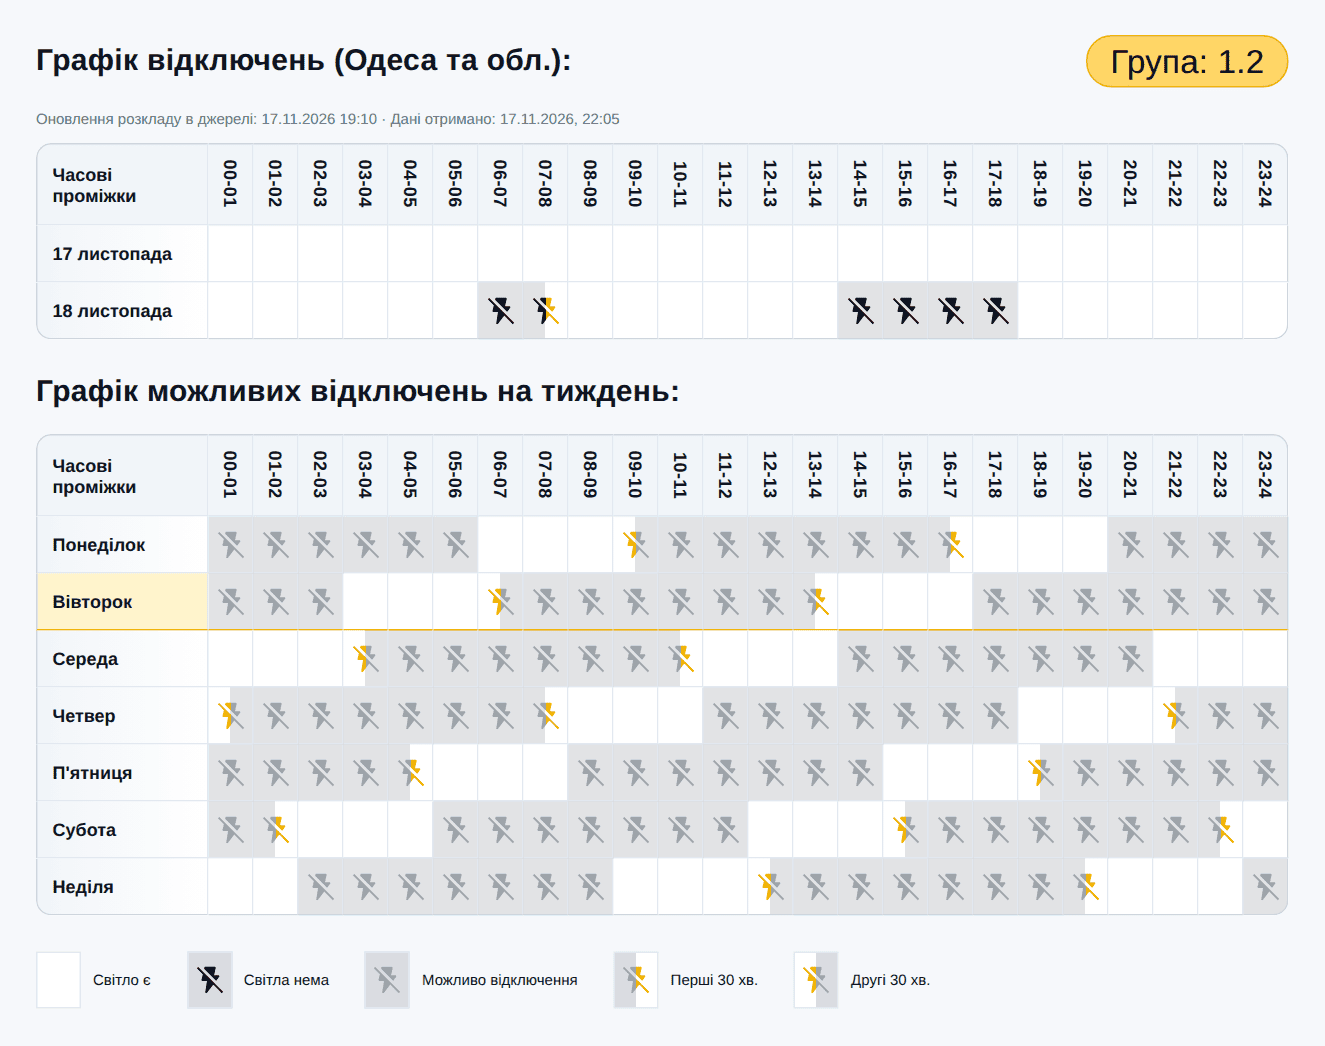 Графік відключень (Одеса та обл.):
Група: 1.2
Оновлення розкладу в джерелі: 17.11.2026 19:10 · Дані отримано: 17.11.2026, 22:05
Часові проміжки 00-01 01-02 02-03 03-04 04-05 05-06 06-07 07-08 08-09 09-10 10-11 11-12 12-13 13-14 14-15 15-16 16-17 17-18 18-19 19-20 20-21 21-22 22-23 23-24
17 листопада
18 листопада
Графік можливих відключень на тиждень:
Часові проміжки 00-01 01-02 02-03 03-04 04-05 05-06 06-07 07-08 08-09 09-10 10-11 11-12 12-13 13-14 14-15 15-16 16-17 17-18 18-19 19-20 20-21 21-22 22-23 23-24
Понеділок
Вівторок
Середа
Четвер
П'ятниця
Субота
Неділя
Світло є Світла нема Можливо відключення Перші 30 хв. Другі 30 хв.